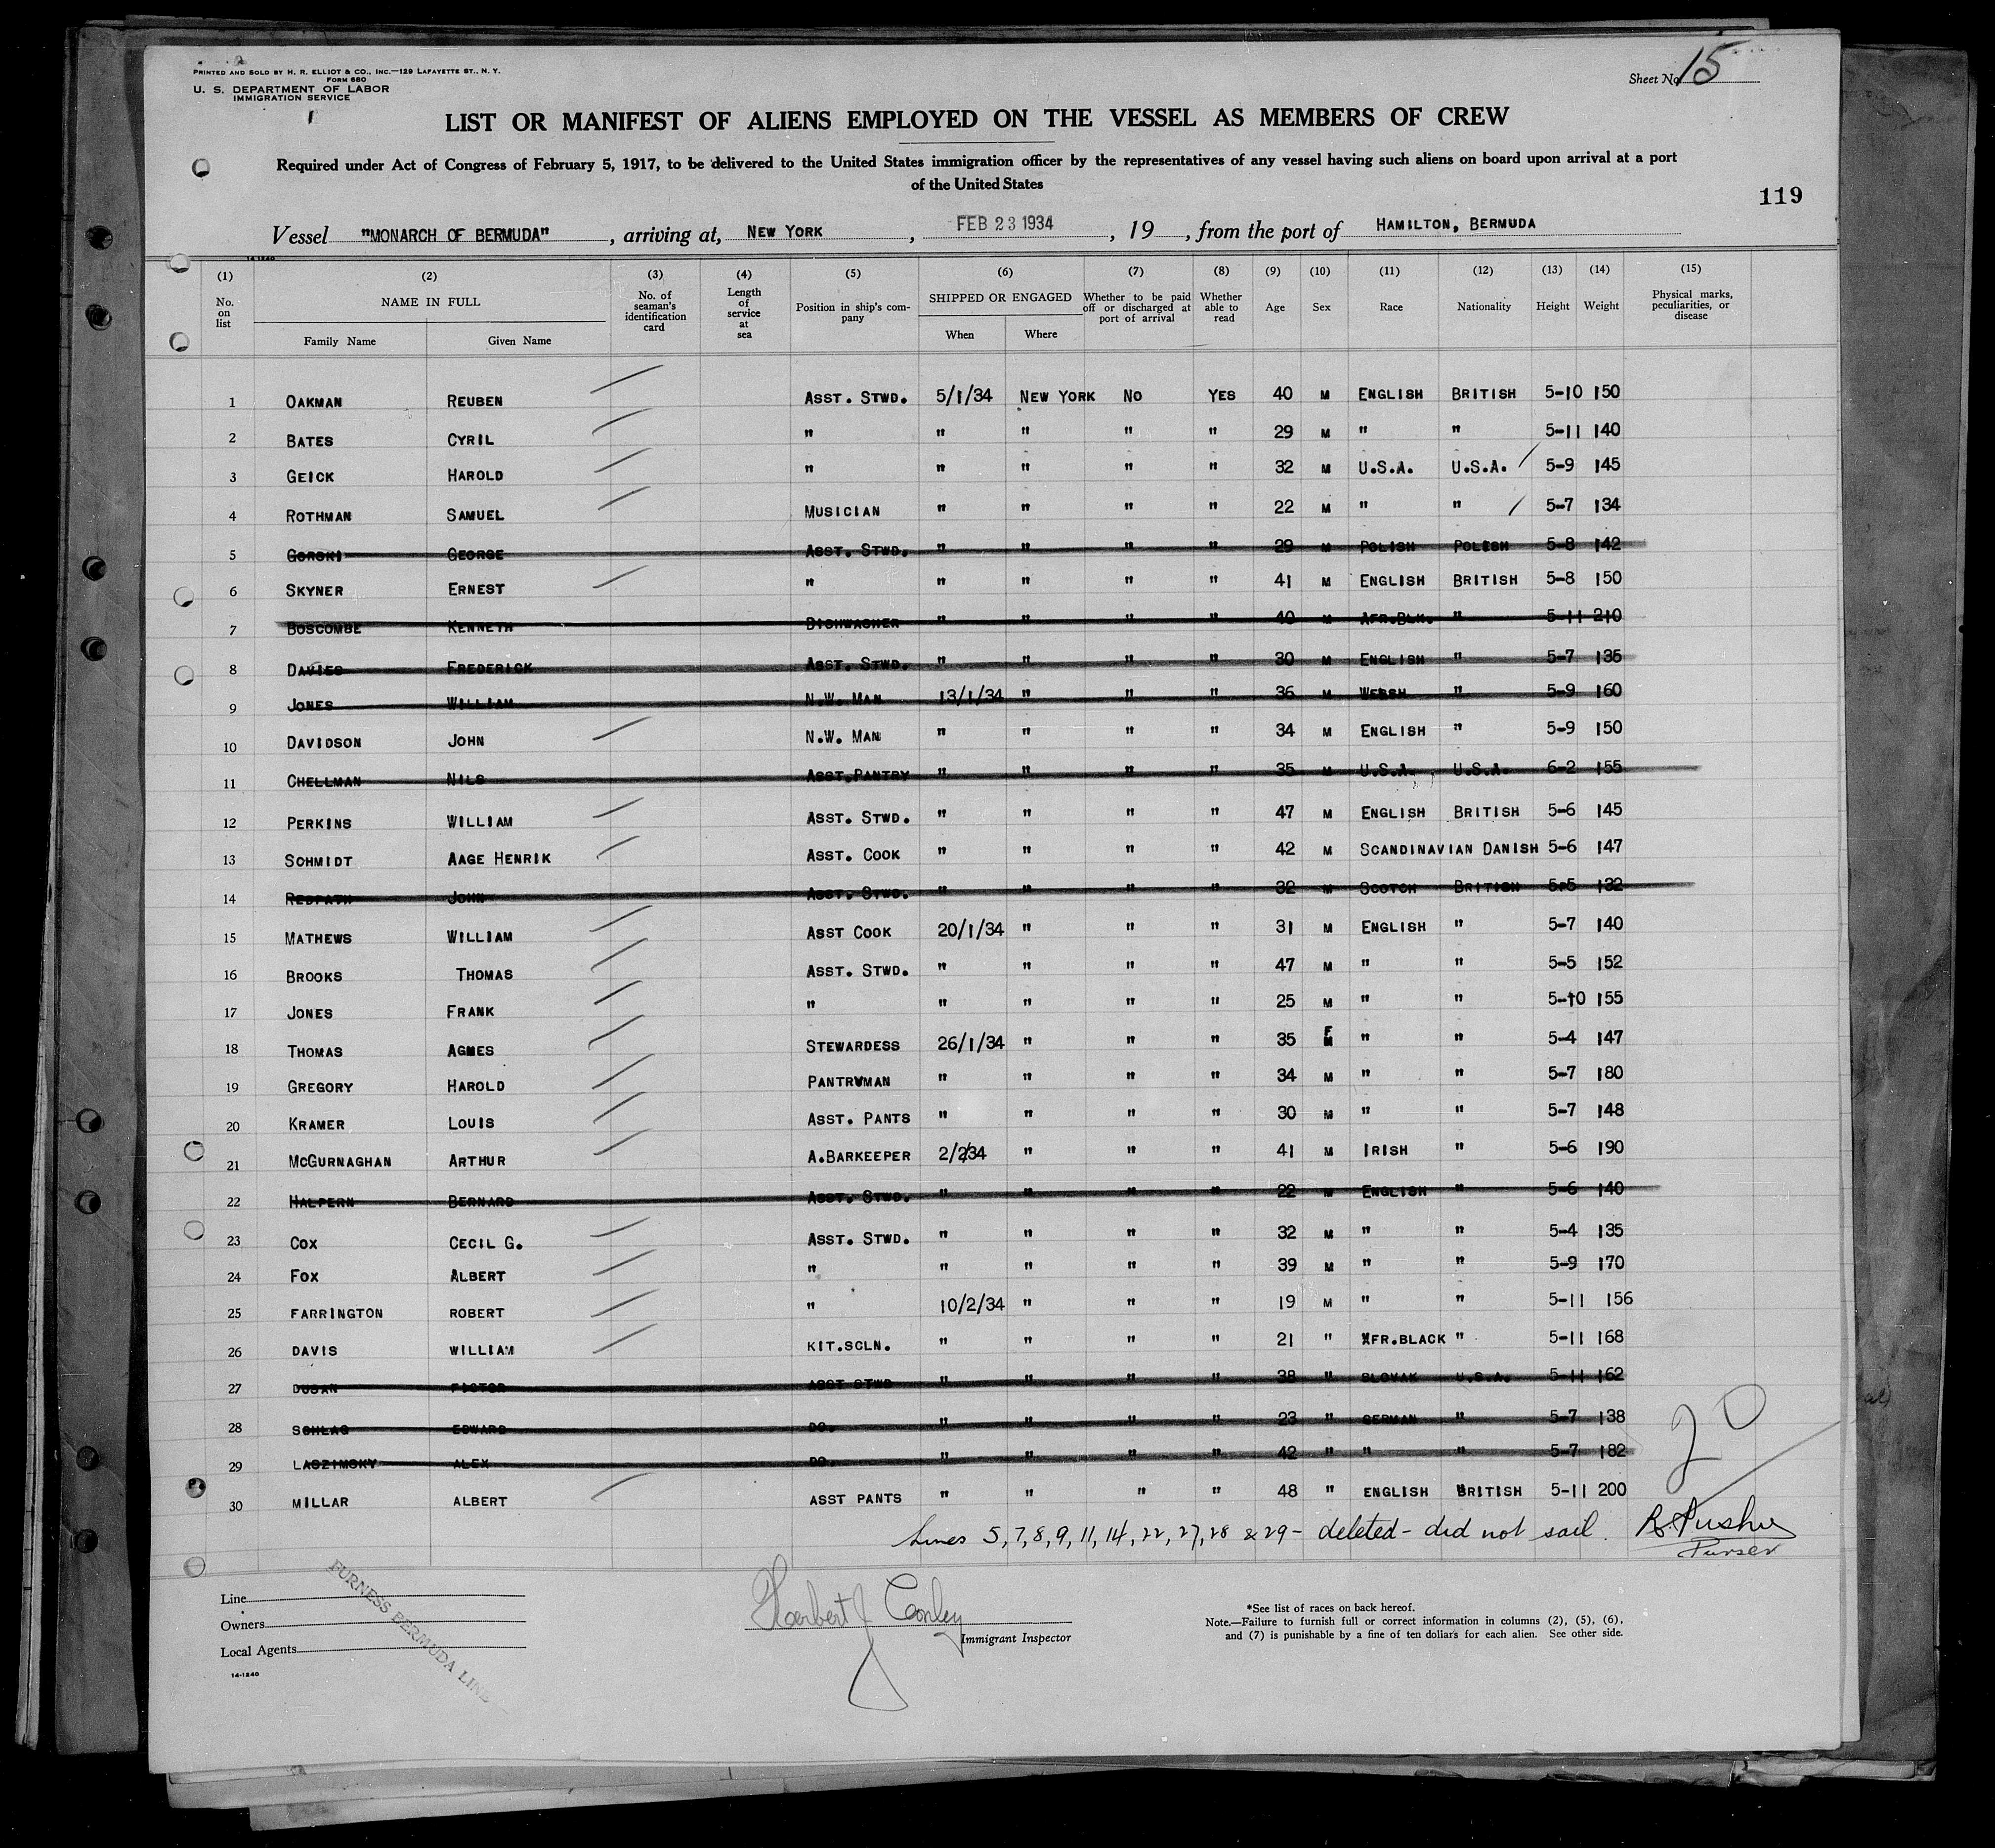 PRINTED AND SOLD BY H. R. ELLIOT & CO., INC.—129 LAFAYETTE ST., N. Y.
FORM 680
U. S. DEPARTMENT OF LABOR
IMMIGRATION SERVICE
Sheet No. 15
LIST OR MANIFEST OF ALIENS EMPLOYED ON THE VESSEL AS MEMBERS OF CREW
Required under Act of Congress of February 5, 1917, to be delivered to the United States immigration officer by the representatives of any vessel having such aliens on board upon arrival at a port
of the United States
119
Vessel "MONARCH OF BERMUDA", arriving at, NEW YORK, FEB 23 1934, 19, from the port of HAMILTON, BERMUDA
14-1240
(1) (2) (3) (4) (5) (6) (7) (8) (9) (10) (11) (12) (13) (14) (15)
No. on list NAME IN FULL Family Name Given Name No. of seaman's identification card Length of service at sea Position in ship's company SHIPPED OR ENGAGED When Where Whether to be paid off or discharged at port of arrival Whether able to read Age Sex Race Nationality Height Weight Physical marks, peculiarities, or disease
1 OAKMAN REUBEN ASST. STWD. 5/1/34 NEW YORK NO YES 40 M ENGLISH BRITISH 5-10 150
2 BATES CYRIL " " " " " 29 M " " 5-11 140
3 GEICK HAROLD " " " " " 32 M U.S.A. U.S.A. 5-9 145
4 ROTHMAN SAMUEL MUSICIAN " " " " 22 M " " 5-7 134
5 GORSKI GEORGE ASST. STWD. " " " " 29 M POLISH POLISH 5-8 142
6 SKYNER ERNEST " " " " " 41 M ENGLISH BRITISH 5-8 150
7 BOSCOMBE KENNETH DISHWASHER " " " " 40 M AFR.BLK. " 5-11 210
8 DAVIES FREDERICK ASST. STWD. " " " " 30 M ENGLISH " 5-7 135
9 JONES WILLIAM N.W. MAN 13/1/34 " " " 36 M WELSH " 5-9 160
10 DAVIDSON JOHN N.W. MAN " " " " 34 M ENGLISH " 5-9 150
11 CHELLMAN NILS ASST.PANTRY " " " " 35 M U.S.A. U.S.A. 6-2 155
12 PERKINS WILLIAM ASST. STWD. " " " " 47 M ENGLISH BRITISH 5-6 145
13 SCHMIDT AAGE HENRIK ASST. COOK " " " " 42 M SCANDINAVIAN DANISH 5-6 147
14 REDPATH JOHN ASST. STWD. " " " " 32 M SCOTCH BRITISH 5-5 132
15 MATHEWS WILLIAM ASST COOK 20/1/34 " " " 31 M ENGLISH " 5-7 140
16 BROOKS THOMAS ASST. STWD. " " " " 47 M " " 5-5 152
17 JONES FRANK " " " " " 25 M " " 5-10 155
18 THOMAS AGNES STEWARDESS 26/1/34 " " " 35 F " " 5-4 147
19 GREGORY HAROLD PANTRYMAN " " " " 34 M " " 5-7 180
20 KRAMER LOUIS ASST. PANTS " " " " 30 M " " 5-7 148
21 MCGURNAGHAN ARTHUR A.BARKEEPER 2/2/34 " " " 41 M IRISH " 5-6 190
22 HALPERN BERNARD ASST. STWD. " " " " 22 M ENGLISH " 5-6 140
23 COX CECIL G. ASST. STWD. " " " " 32 M " " 5-4 135
24 FOX ALBERT " " " " " 39 M " " 5-9 170
25 FARRINGTON ROBERT " 10/2/34 " " " 19 M " " 5-11 156
26 DAVIS WILLIAM KIT.SCLN. " " " " 21 " AFR.BLACK " 5-11 168
27 DUSAN ASST STWD " " " " 38 " SLOVAK U.S.A. 5-11 162
28 SCHLAG EDWARD DO. " " " " 23 " GERMAN " 5-7 138
29 LASZIMSKY ALEX DO. " " " " 42 " " " 5-7 182
30 MILLAR ALBERT ASST PANTS " " " " 48 " ENGLISH BRITISH 5-11 200
20
Lines 5, 7, 8, 9, 11, 14, 22, 27, 28 & 29 - deleted - did not sail.
Purser
Line
Owners
Local Agents
FURNESS BERMUDA LINE
14-1240
Herbert J Conley
Immigrant Inspector
*See list of races on back hereof.
Note.—Failure to furnish full or correct information in columns (2), (5), (6),
and (7) is punishable by a fine of ten dollars for each alien. See other side.